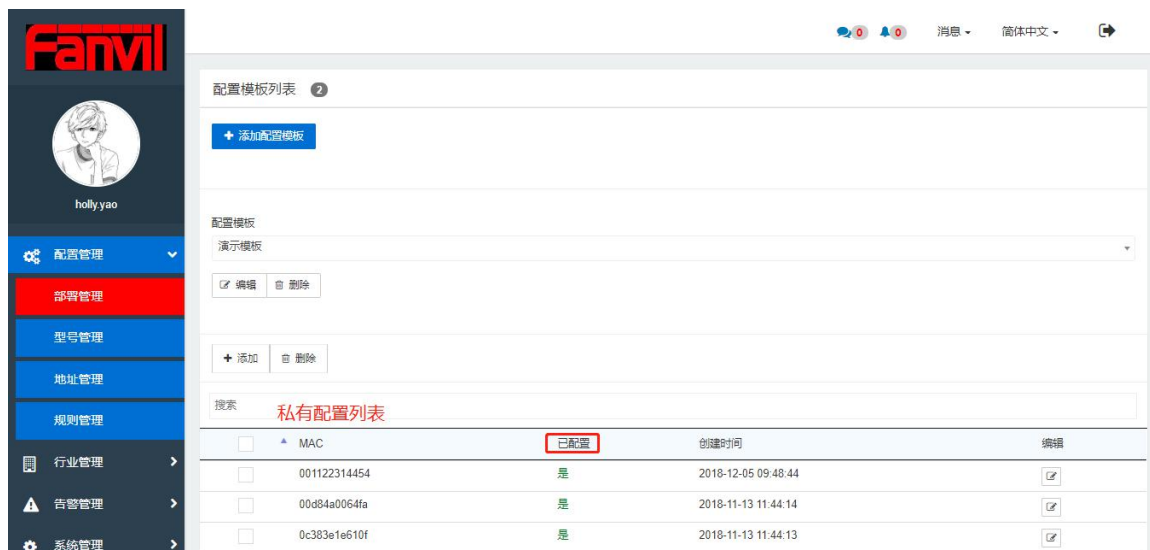 Fanvil
0 0 消息 简体中文
holly.yao
配置管理
部署管理
型号管理
地址管理
规则管理
行业管理
告警管理
系统管理
配置模板列表 2
添加配置模板
配置模板
演示模板
编辑 删除
添加 删除
搜索
私有配置列表
MAC 已配置 创建时间 编辑
001122314454 是 2018-12-05 09:48:44
00d84a0064fa 是 2018-11-13 11:44:14
0c383e1e610f 是 2018-11-13 11:44:13